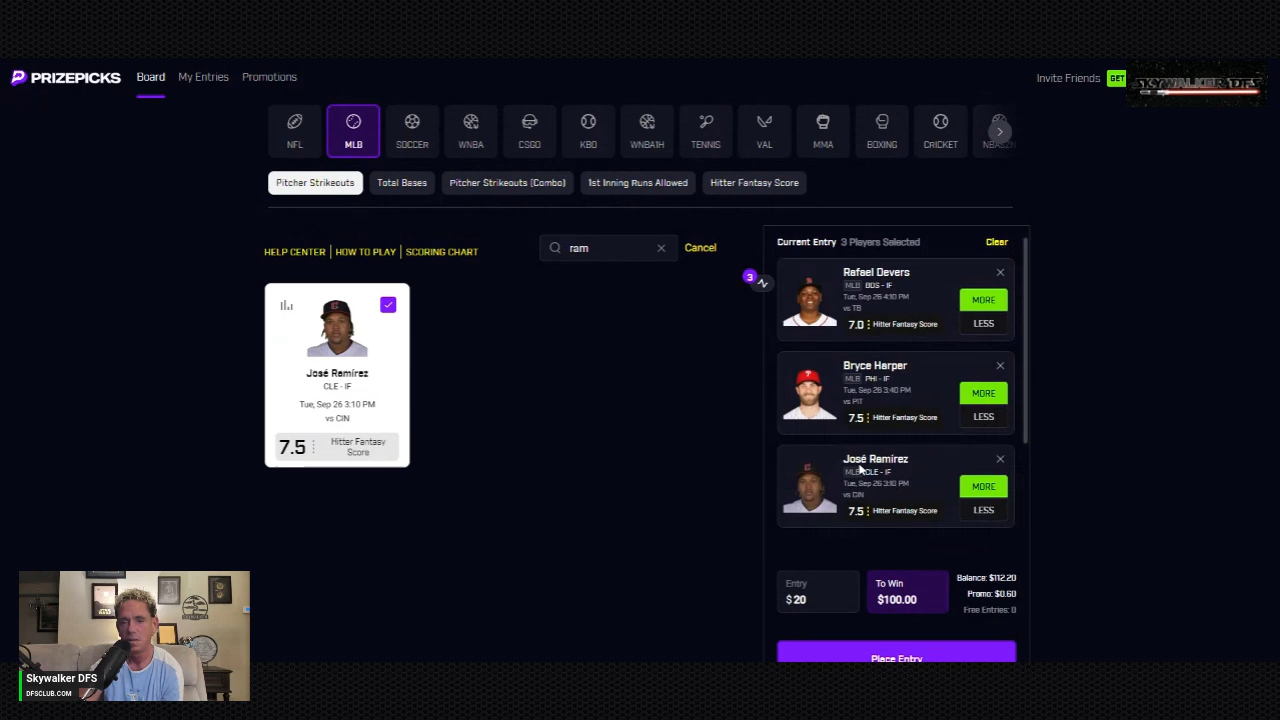 PRIZEPICKS
Board
My Entries
Promotions
Invite Friends
GET
SKYWALKER DFS
NFL
MLB
SOCCER
WNBA
CSGO
KBO
WNBA1H
TENNIS
VAL
MMA
BOXING
CRICKET
NBASZN
Pitcher Strikeouts
Total Bases
Pitcher Strikeouts (Combo)
1st Inning Runs Allowed
Hitter Fantasy Score
HELP CENTER
HOW TO PLAY
SCORING CHART
ram
Cancel
José Ramírez
CLE - IF
Tue, Sep 26 3:10 PM
vs CIN
7.5
Hitter Fantasy
Score
3
Current Entry 3 Players Selected
Clear
Rafael Devers
MLB BOS - IF
Tue, Sep 26 4:10 PM
vs TB
7.0 Hitter Fantasy Score
MORE
LESS
Bryce Harper
MLB PHI - IF
Tue, Sep 26 3:40 PM
vs PIT
7.5 Hitter Fantasy Score
MORE
LESS
José Ramírez
MLB CLE - IF
Tue, Sep 26 3:10 PM
vs CIN
7.5 Hitter Fantasy Score
MORE
LESS
Entry
$ 20
To Win
$100.00
Balance: $112.20
Promo: $0.60
Free Entries: 0
Place Entry
Skywalker DFS
DFSCLUB.COM